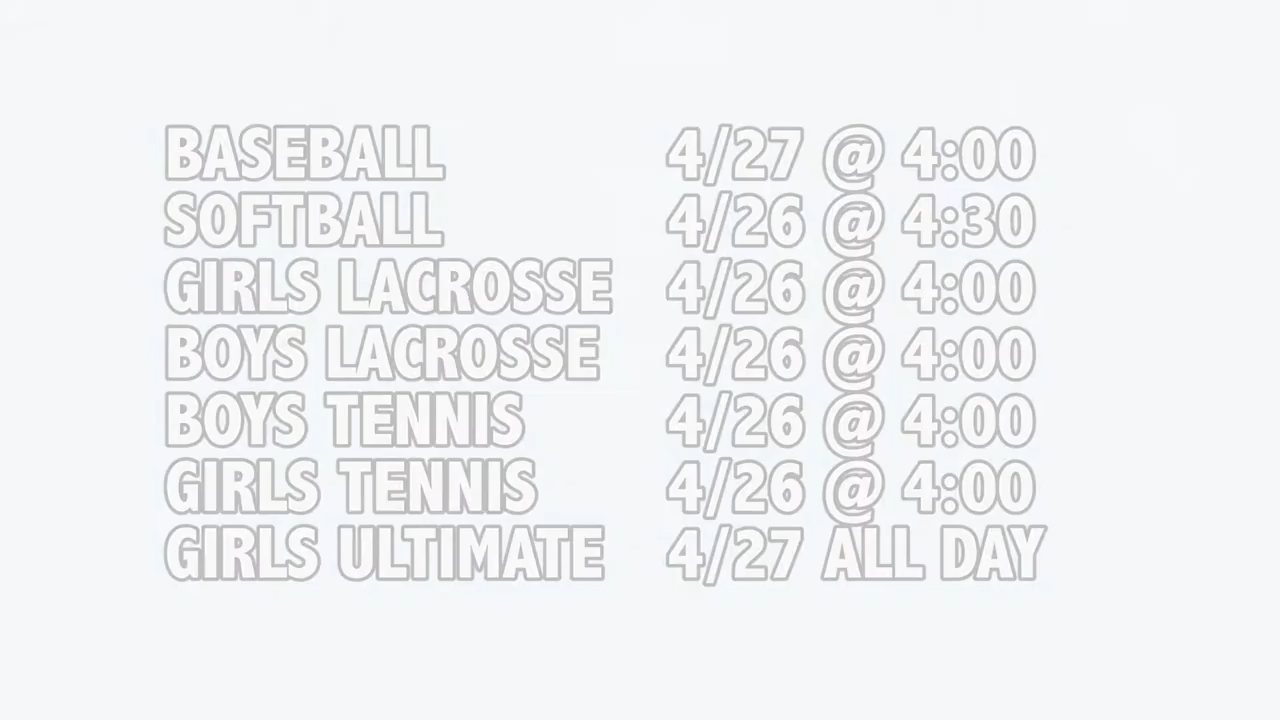 BASEBALL 4/27 @ 4:00
SOFTBALL 4/26 @ 4:30
GIRLS LACROSSE 4/26 @ 4:00
BOYS LACROSSE 4/26 @ 4:00
BOYS TENNIS 4/26 @ 4:00
GIRLS TENNIS 4/26 @ 4:00
GIRLS ULTIMATE 4/27 ALL DAY